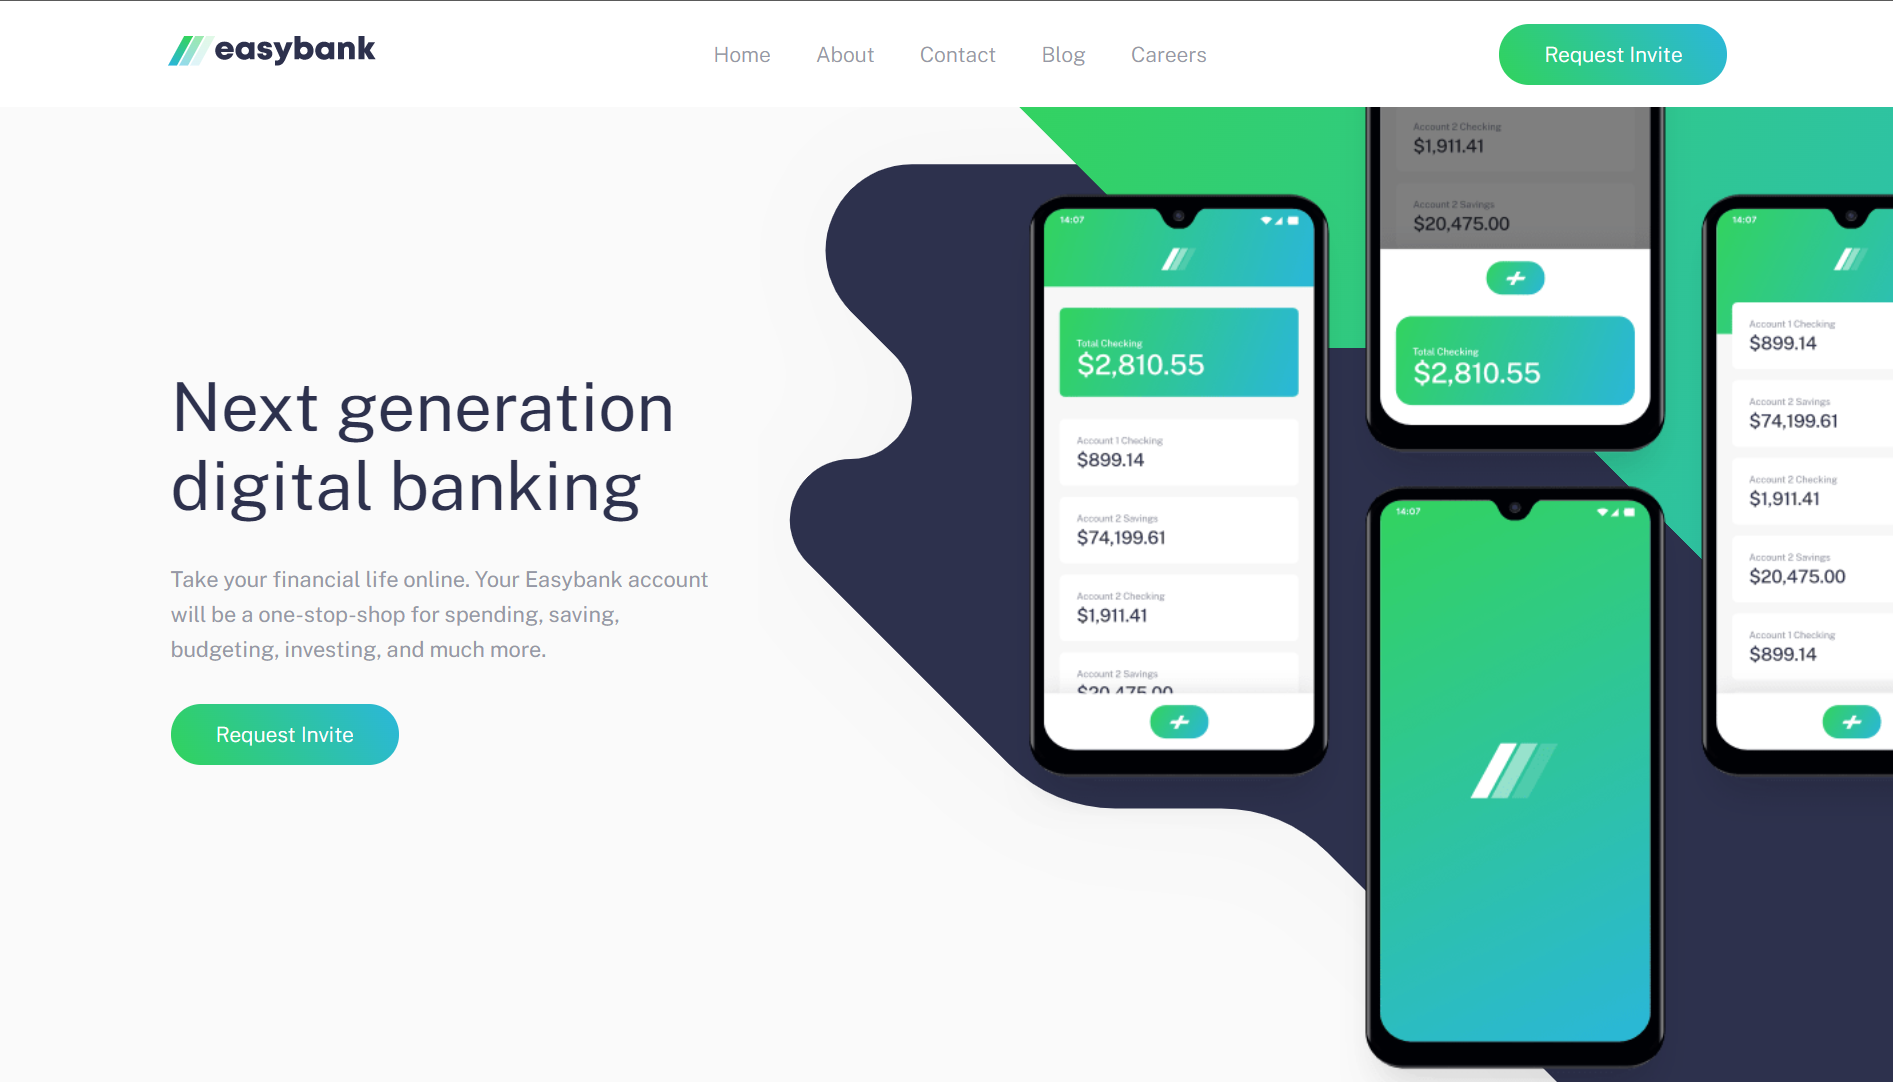 easybank
Home
About
Contact
Blog
Careers
Request Invite
Next generation
digital banking
Take your financial life online. Your Easybank account
will be a one-stop-shop for spending, saving,
budgeting, investing, and much more.
Request Invite
14:07
Total Checking
$2,810.55
Account 1 Checking
$899.14
Account 2 Savings
$74,199.61
Account 2 Checking
$1,911.41
Account 2 Savings
$20,475.00
Account 2 Checking
$1,911.41
Account 2 Savings
$20,475.00
Total Checking
$2,810.55
14:07
14:07
Account 1 Checking
$899.14
Account 2 Savings
$74,199.61
Account 2 Checking
$1,911.41
Account 2 Savings
$20,475.00
Account 1 Checking
$899.14